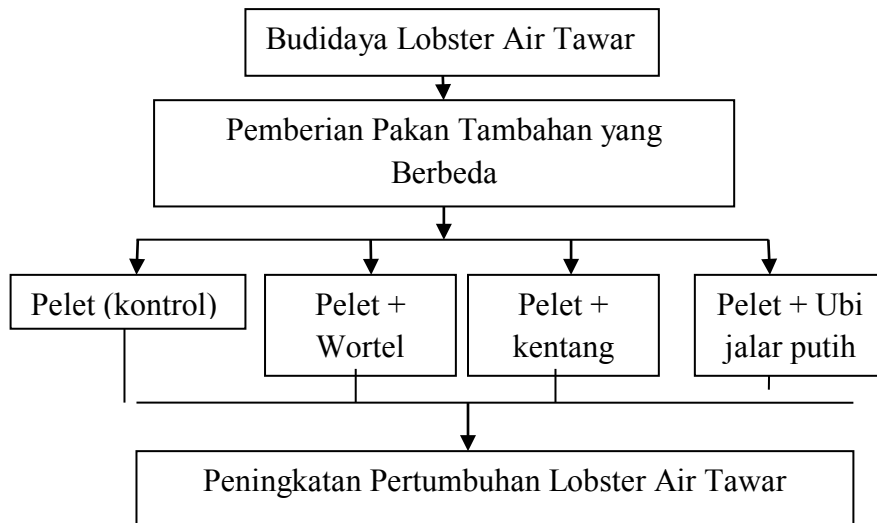 Budidaya Lobster Air Tawar
Pemberian Pakan Tambahan yang
Berbeda
Pelet (kontrol)
Pelet +
Wortel
Pelet +
kentang
Pelet + Ubi
jalar putih
Peningkatan Pertumbuhan Lobster Air Tawar